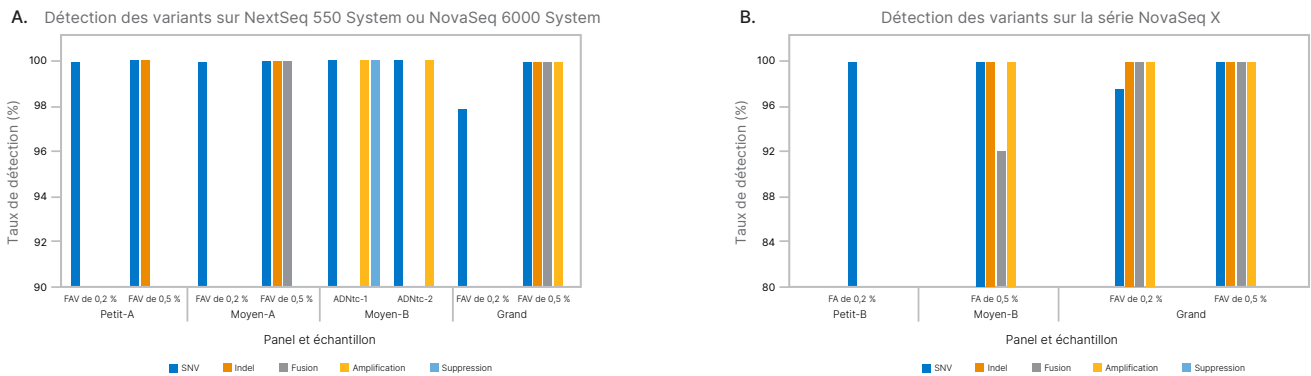 A. Détection des variants sur NextSeq 550 System ou NovaSeq 6000 System
Taux de détection (%)
100
98
96
94
92
90
FAV de 0,2 % FAV de 0,5 % FAV de 0,2 % FAV de 0,5 % ADNtc-1 ADNtc-2 FAV de 0,2 % FAV de 0,5 %
Petit-A Moyen-A Moyen-B Grand
Panel et échantillon
SNV Indel Fusion Amplification Suppression
B. Détection des variants sur la série NovaSeq X
Taux de détection (%)
100
96
92
88
84
80
FA de 0,2 % FA de 0,5 % FAV de 0,2 % FAV de 0,5 %
Petit-B Moyen-B Grand
Panel et échantillon
SNV Indel Fusion Amplification Suppression